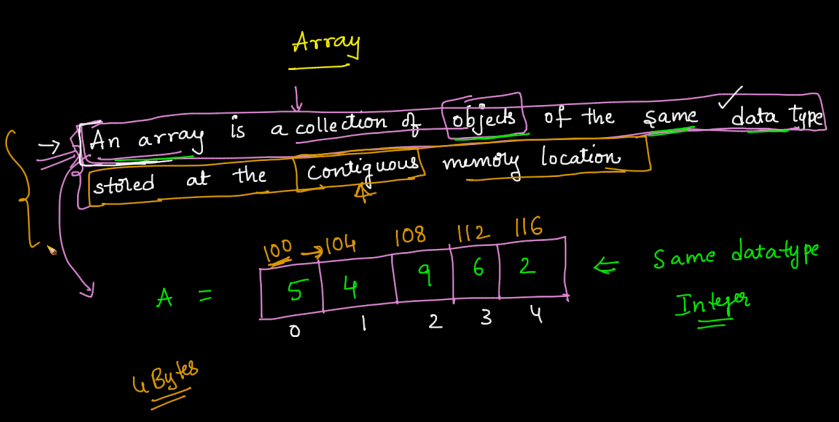 Array
An array is a collection of objects of the same data type
stored at the contiguous memory location
100 104 108 112 116
A = 5 4 9 6 2 Same datatype
Integer
0 1 2 3 4
4 Bytes